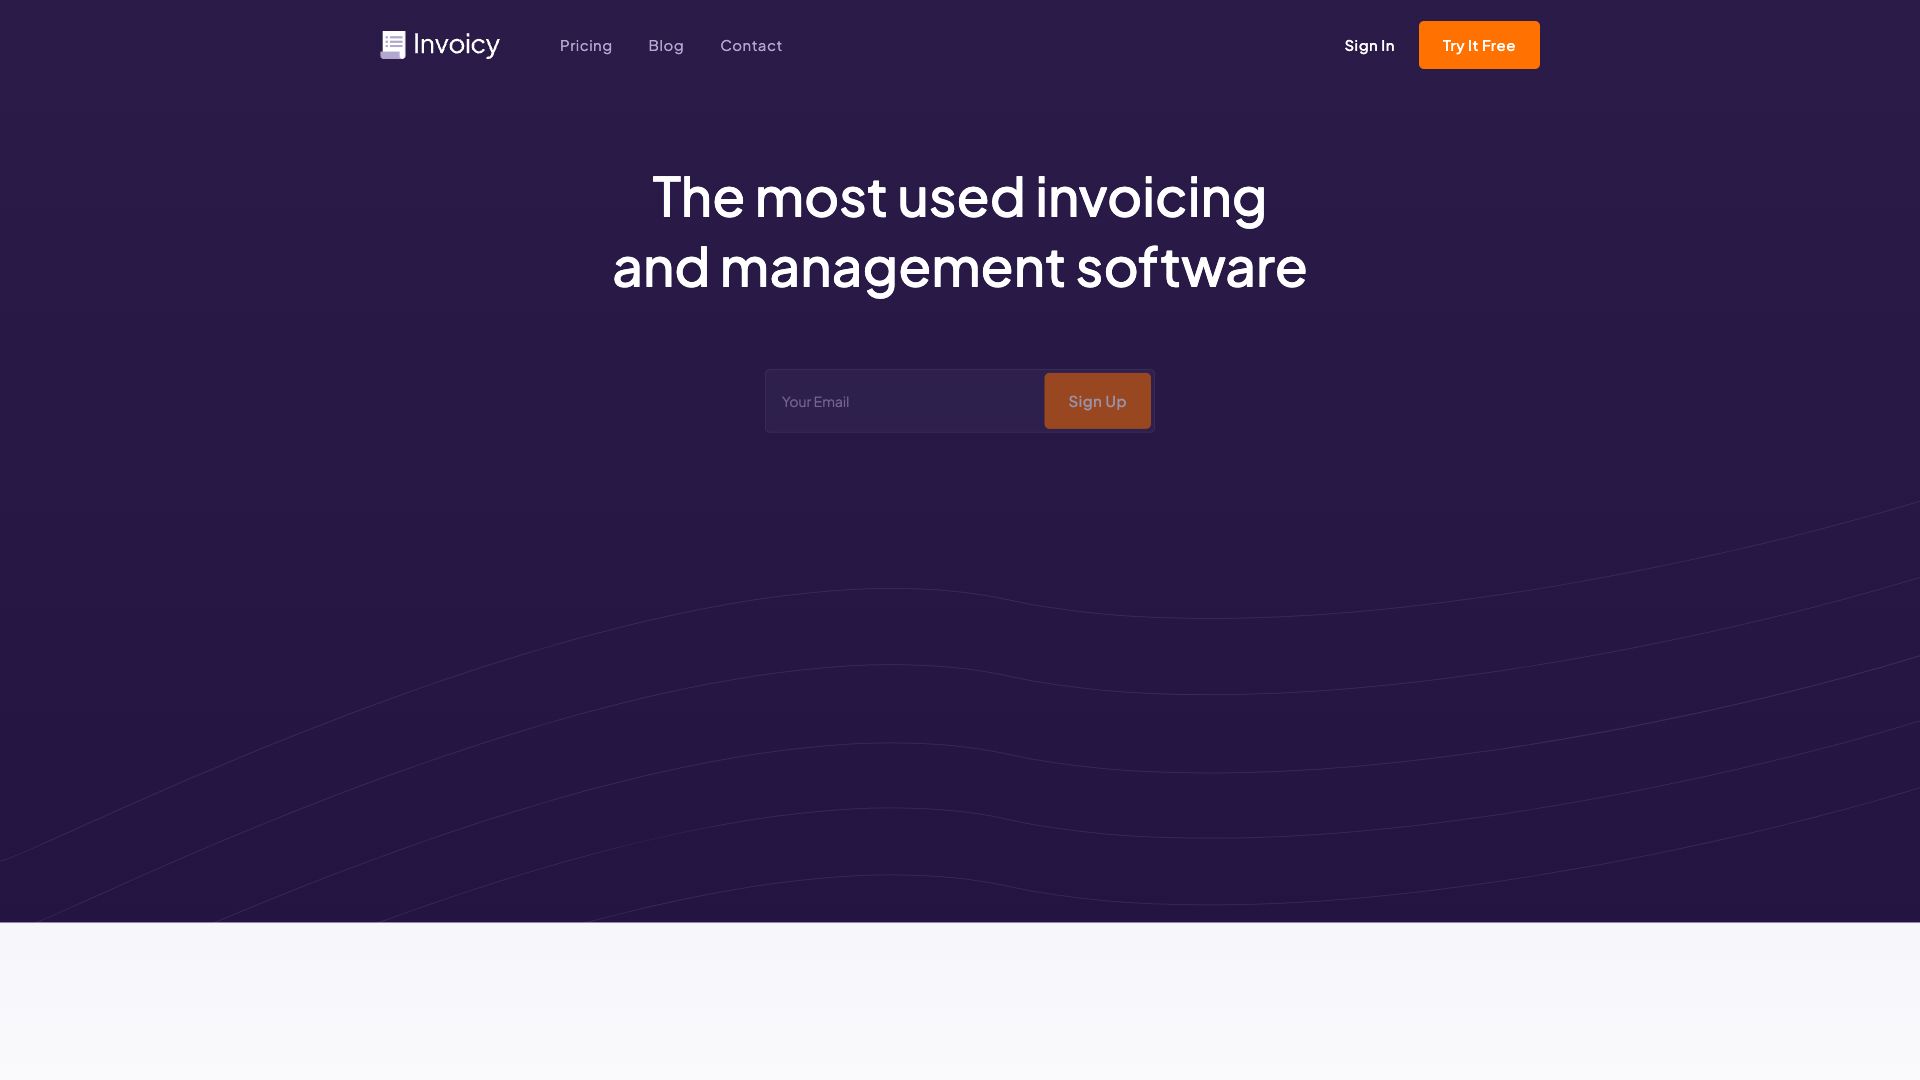 Invoicy
Pricing
Blog
Contact
Sign In
Try It Free
The most used invoicing
and management software
Your Email
Sign Up